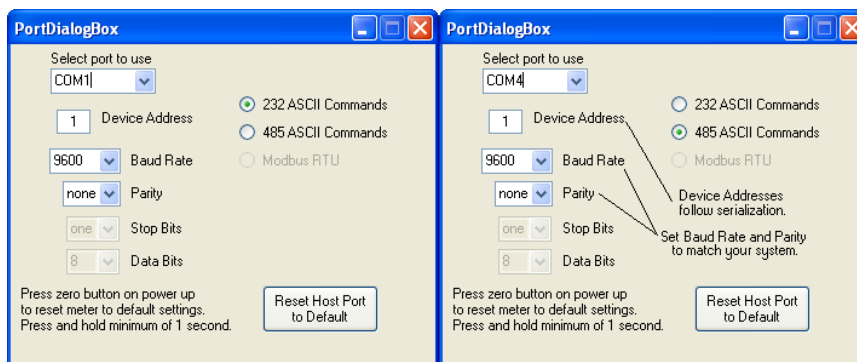 PortDialogBox
Select port to use
COM1
232 ASCII Commands
1 Device Address
485 ASCII Commands
9600 Baud Rate
Modbus RTU
none Parity
one Stop Bits
8 Data Bits
Press zero button on power up
to reset meter to default settings.
Press and hold minimum of 1 second.
Reset Host Port
to Default
PortDialogBox
Select port to use
COM4
232 ASCII Commands
1 Device Address
485 ASCII Commands
9600 Baud Rate
Modbus RTU
none Parity
Device Addresses
follow serialization.
one Stop Bits
Set Baud Rate and Parity
to match your system.
8 Data Bits
Press zero button on power up
to reset meter to default settings.
Press and hold minimum of 1 second.
Reset Host Port
to Default